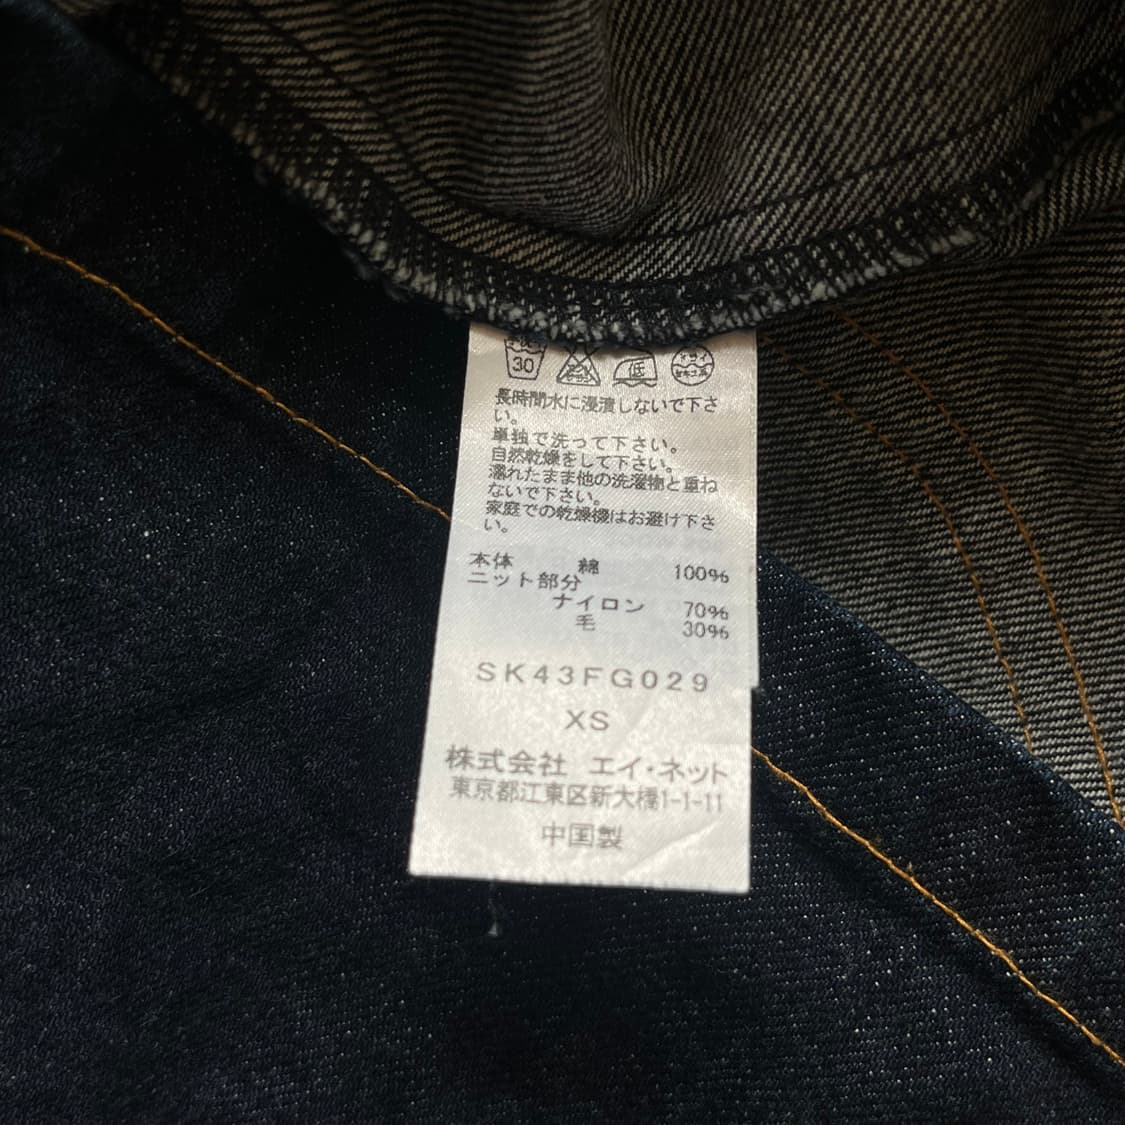 30
低
長時間水に浸漬しないで下さ
い。
単独で洗って下さい。
自然乾燥をして下さい。
濡れたまま他の洗濯物と重ね
ないで下さい。
家庭での乾燥機はお避け下さ
い。
本体 綿 100%
ニット部分
ナイロン 70%
毛 30%
SK43FG029
XS
株式会社 エイ・ネット
東京都江東区新大橋1-1-11
中国製